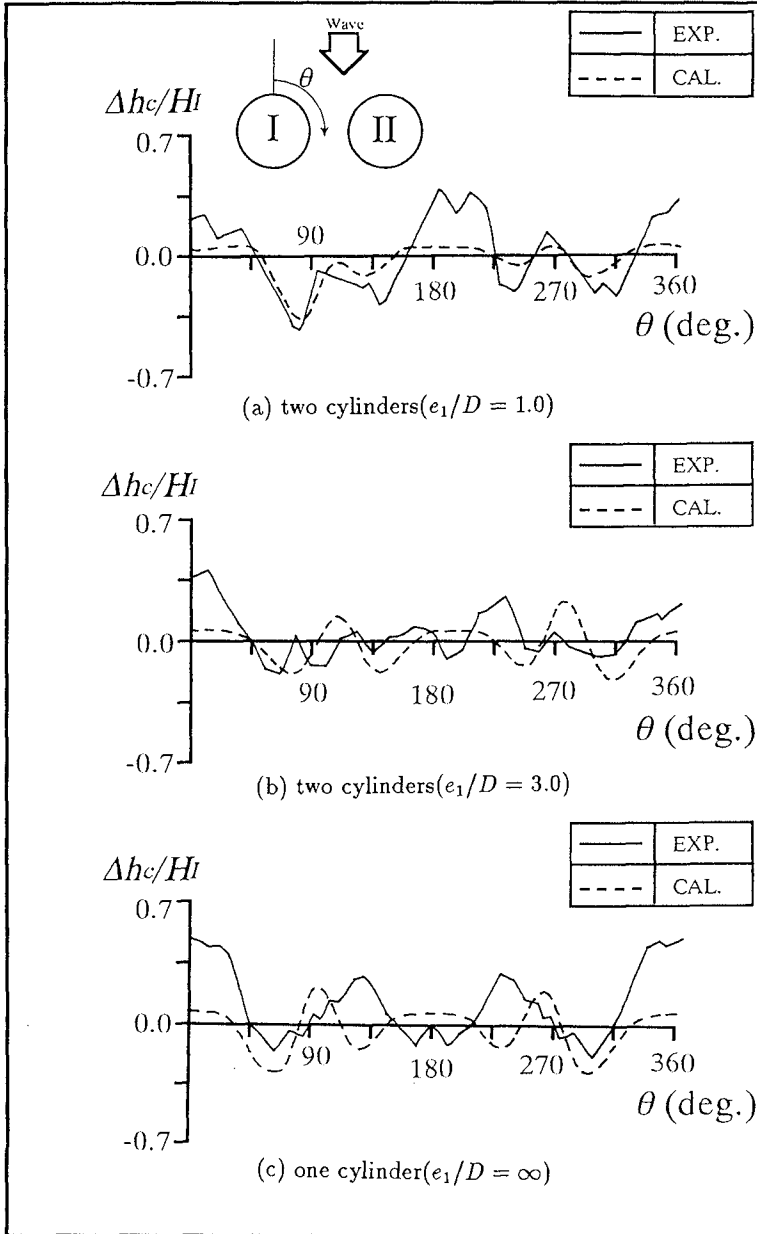 Wave
EXP.
CAL.
θ
Δhc/HI
I
II
0.7
0.0
-0.7
90
180
270
360
θ (deg.)
(a) two cylinders(e₁/D = 1.0)
EXP.
CAL.
Δhc/HI
0.7
0.0
-0.7
90
180
270
360
θ (deg.)
(b) two cylinders(e₁/D = 3.0)
EXP.
CAL.
Δhc/HI
0.7
0.0
-0.7
90
180
270
360
θ (deg.)
(c) one cylinder(e₁/D = ∞)